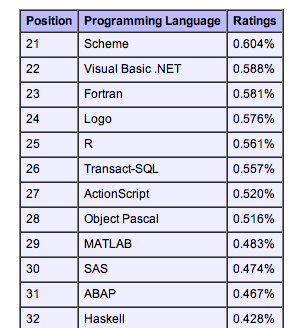 Position Programming Language Ratings
21 Scheme 0.604%
22 Visual Basic .NET 0.588%
23 Fortran 0.581%
24 Logo 0.576%
25 R 0.561%
26 Transact-SQL 0.557%
27 ActionScript 0.520%
28 Object Pascal 0.516%
29 MATLAB 0.483%
30 SAS 0.474%
31 ABAP 0.467%
32 Haskell 0.428%